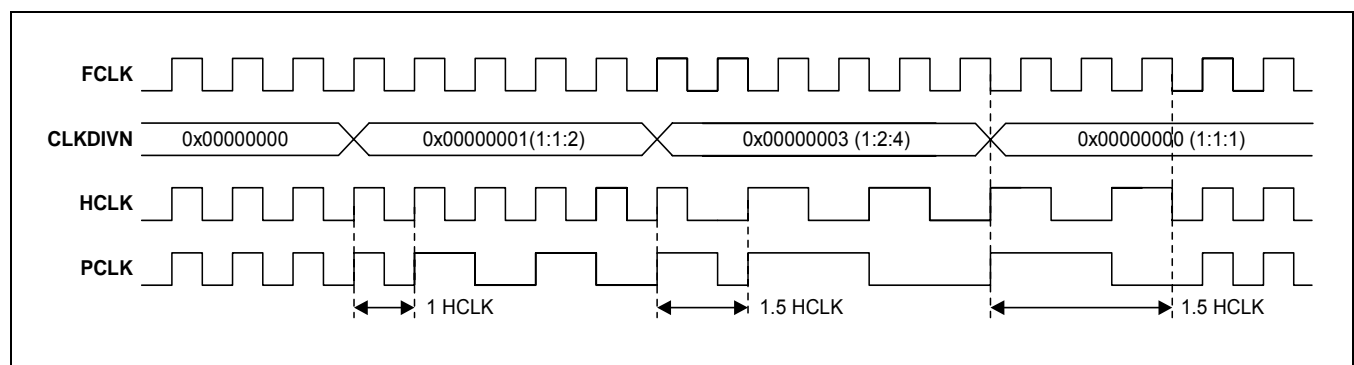 FCLK
CLKDIVN 0x00000000 0x00000001(1:1:2) 0x00000003 (1:2:4) 0x00000000 (1:1:1)
HCLK
PCLK
1 HCLK 1.5 HCLK 1.5 HCLK